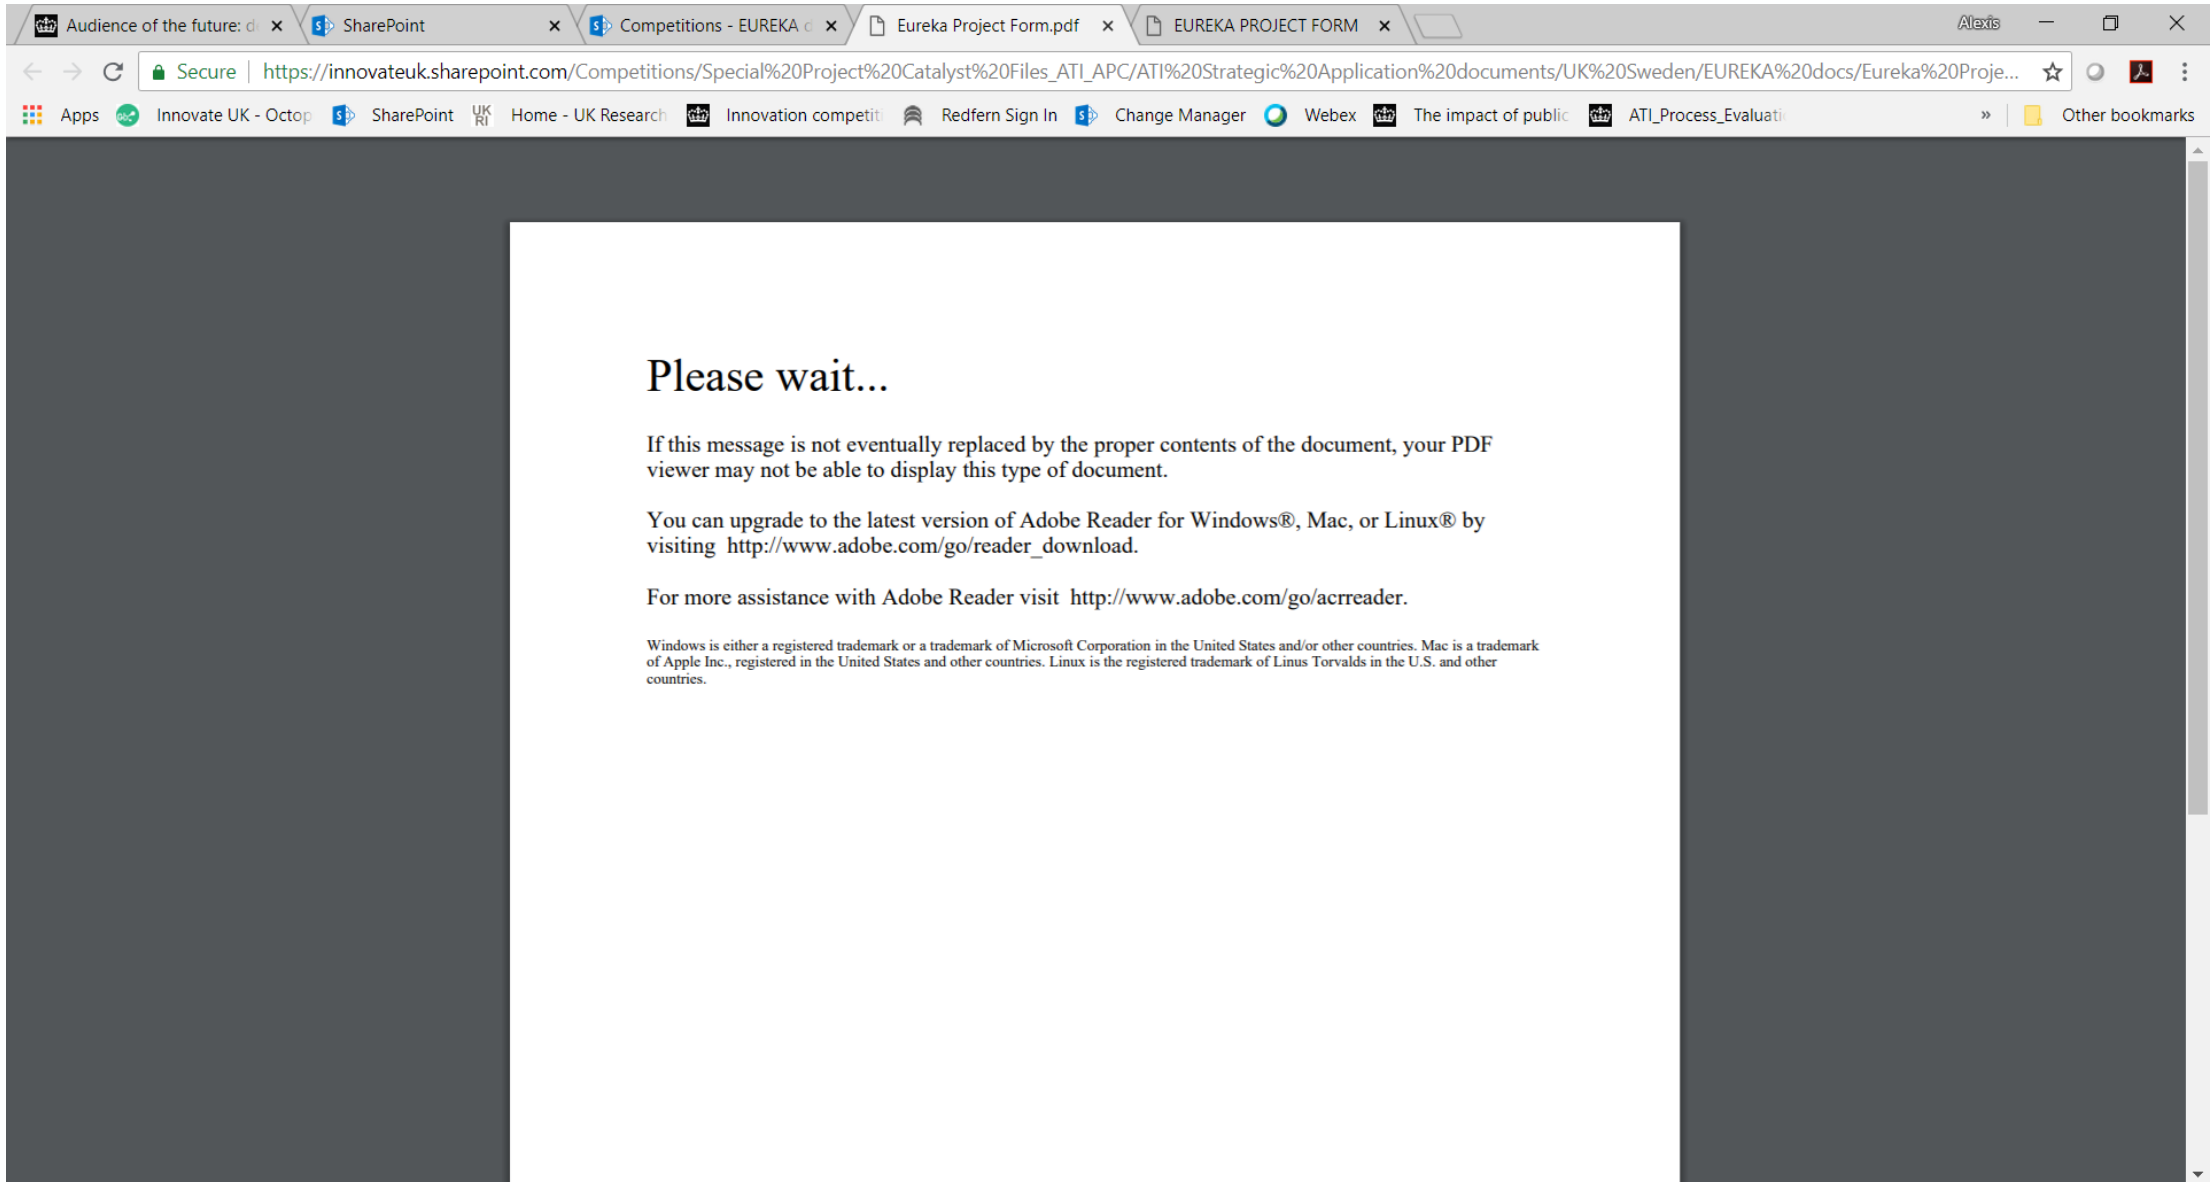 Audience of the future: d
SharePoint
Competitions - EUREKA d
Eureka Project Form.pdf
EUREKA PROJECT FORM
Alexis
Secure
https://innovateuk.sharepoint.com/Competitions/Special%20Project%20Catalyst%20Files_ATI_APC/ATI%20Strategic%20Application%20documents/UK%20Sweden/EUREKA%20docs/Eureka%20Proje...
Apps
Innovate UK - Octop
SharePoint
UK RI
Home - UK Research
Innovation competiti
Redfern Sign In
Change Manager
Webex
The impact of public
ATI_Process_Evaluati
»
Other bookmarks
Please wait...
If this message is not eventually replaced by the proper contents of the document, your PDF
viewer may not be able to display this type of document.
You can upgrade to the latest version of Adobe Reader for Windows®, Mac, or Linux® by
visiting  http://www.adobe.com/go/reader_download.
For more assistance with Adobe Reader visit  http://www.adobe.com/go/acrreader.
Windows is either a registered trademark or a trademark of Microsoft Corporation in the United States and/or other countries. Mac is a trademark
of Apple Inc., registered in the United States and other countries. Linux is the registered trademark of Linus Torvalds in the U.S. and other
countries.